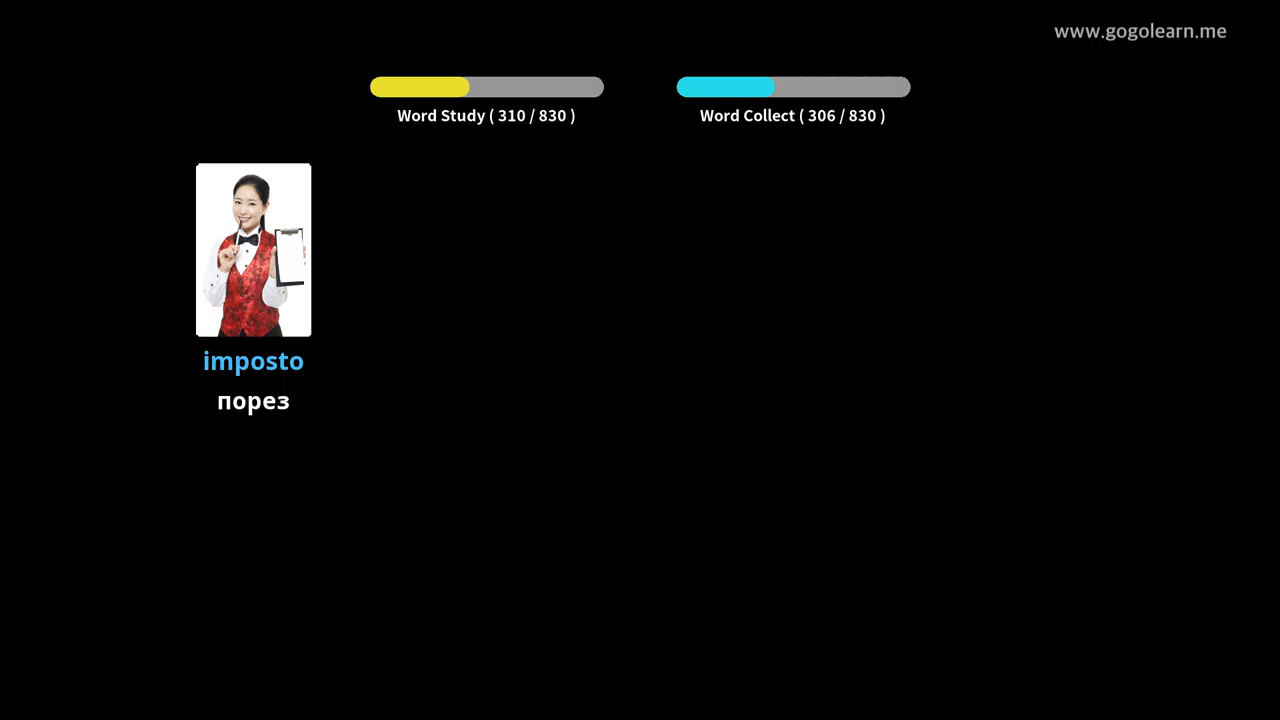 www.gogolearn.me
Word Study ( 310 / 830 )
Word Collect ( 306 / 830 )
imposto
порез